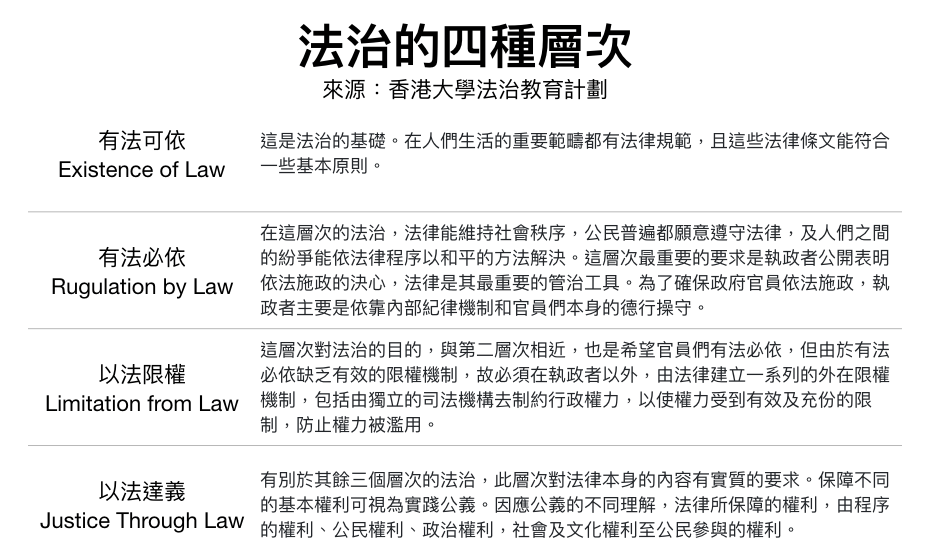 法治的四種層次
來源：香港大學法治教育計劃
有法可依
Existence of Law
這是法治的基礎。在人們生活的重要範疇都有法律規範，且這些法律條文能符合
一些基本原則。
有法必依
Rugulation by Law
在這層次的法治，法律能維持社會秩序，公民普遍都願意遵守法律，及人們之間
的紛爭能依法律程序以和平的方法解決。這層次最重要的要求是執政者公開表明
依法施政的決心，法律是其最重要的管治工具。為了確保政府官員依法施政，執
政者主要是依靠內部紀律機制和官員們本身的德行操守。
以法限權
Limitation from Law
這層次對法治的目的，與第二層次相近，也是希望官員們有法必依，但由於有法
必依缺乏有效的限權機制，故必須在執政者以外，由法律建立一系列的外在限權
機制，包括由獨立的司法機構去制約行政權力，以使權力受到有效及充份的限
制，防止權力被濫用。
以法達義
Justice Through Law
有別於其餘三個層次的法治，此層次對法律本身的內容有實質的要求。保障不同
的基本權利可視為實踐公義。因應公義的不同理解，法律所保障的權利，由程序
的權利、公民權利、政治權利，社會及文化權利至公民參與的權利。